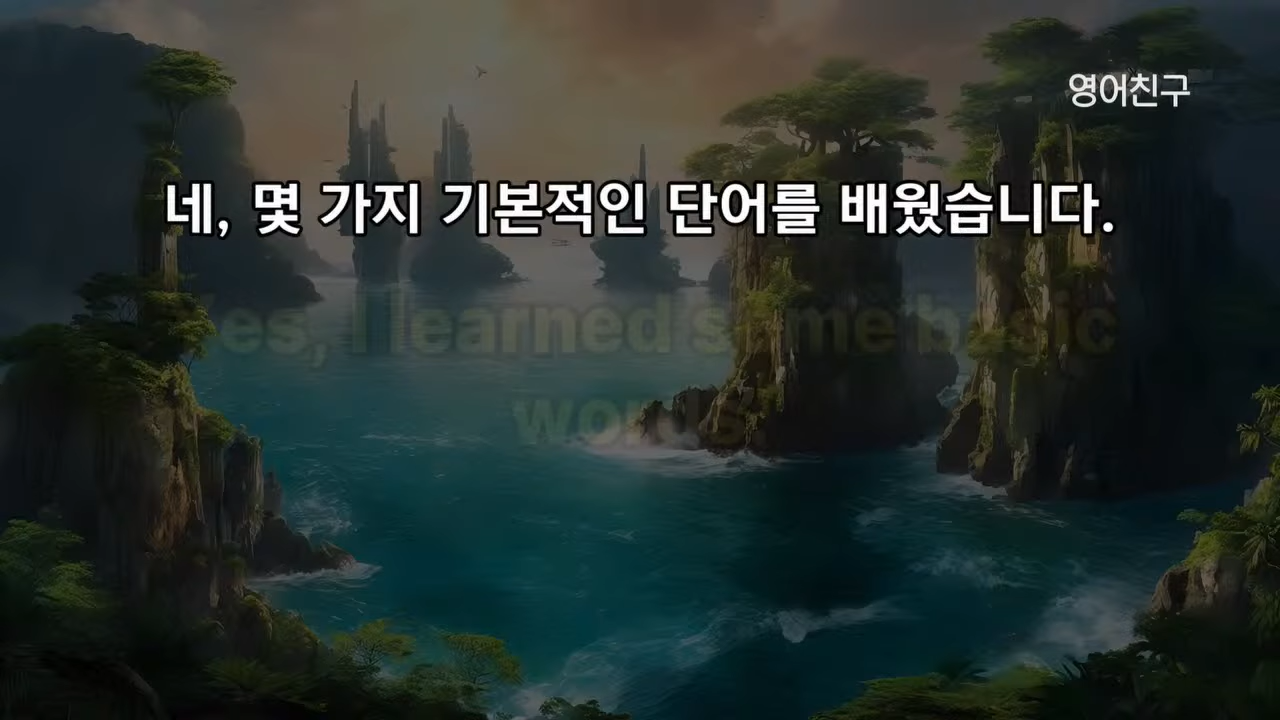 영어친구
네, 몇 가지 기본적인 단어를 배웠습니다.
Yes, I learned some basic
words.